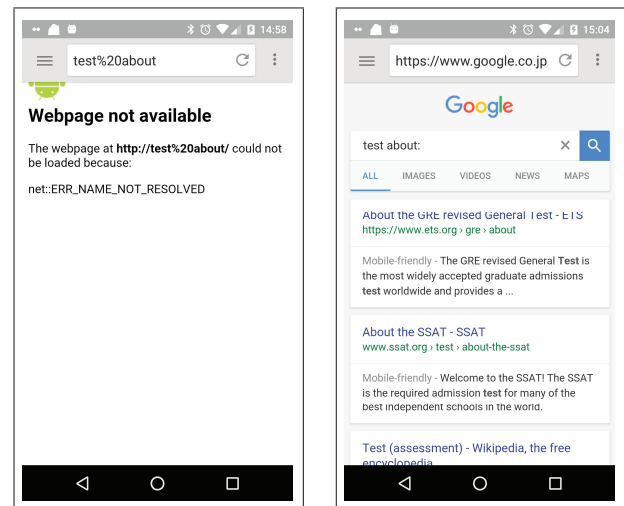 14:58
test%20about
Webpage not available
The webpage at http://test%20about/ could not
be loaded because:
net::ERR_NAME_NOT_RESOLVED
15:04
https://www.google.co.jp
Google
test about:
ALL IMAGES VIDEOS NEWS MAPS
About the GRE revised General Test - ETS
https://www.ets.org › gre › about
Mobile-friendly - The GRE revised General Test is
the most widely accepted graduate admissions
test worldwide and provides a ...
About the SSAT - SSAT
www.ssat.org › test › about-the-ssat
Mobile-friendly - Welcome to the SSAT! The SSAT
is the required admission test for many of the
best independent schools in the world.
Test (assessment) - Wikipedia, the free
encyclopedia